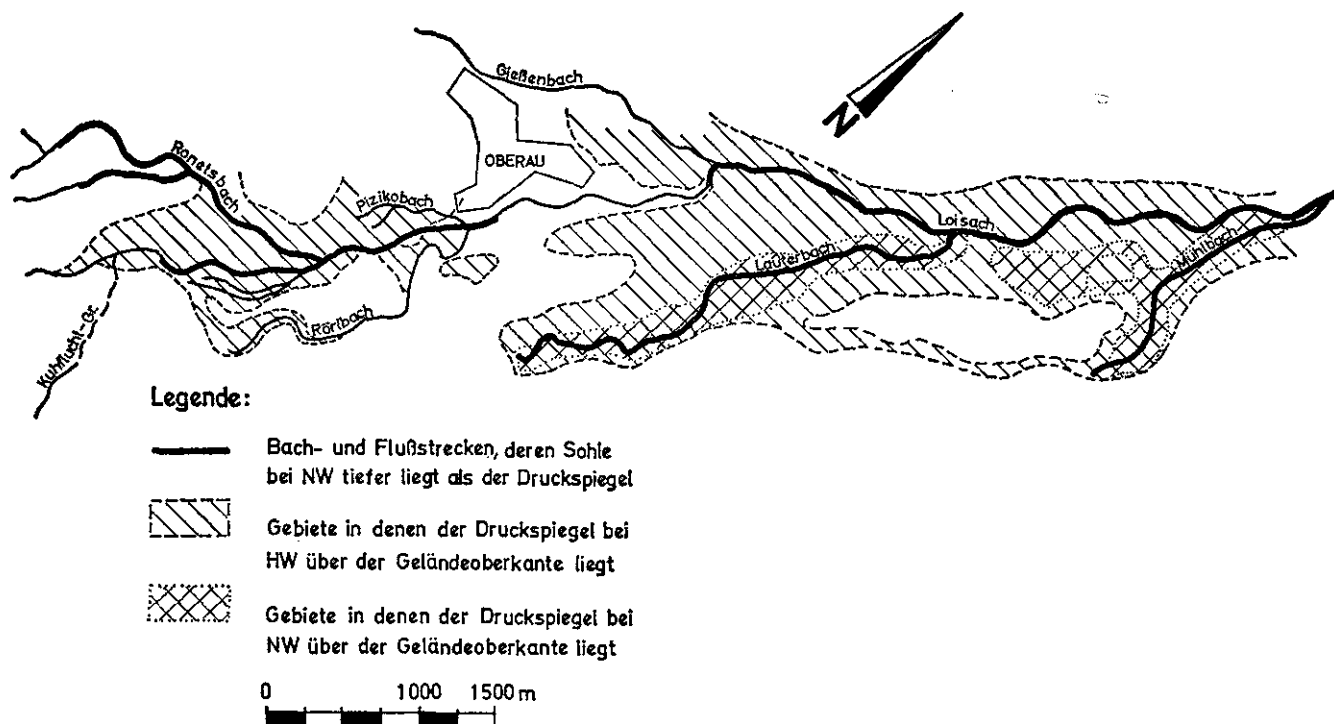 Gießenbach
N
Ronetsbach
OBERAU
Pizikobach
Loisach
Lauterbach
Mühlbach
Rörlbach
Kuhflucht-Gr.
Legende:
Bach- und Flußstrecken, deren Sohle
bei NW tiefer liegt als der Druckspiegel
Gebiete in denen der Druckspiegel bei
HW über der Geländeoberkante liegt
Gebiete in denen der Druckspiegel bei
NW über der Geländeoberkante liegt
0 1000 1500 m